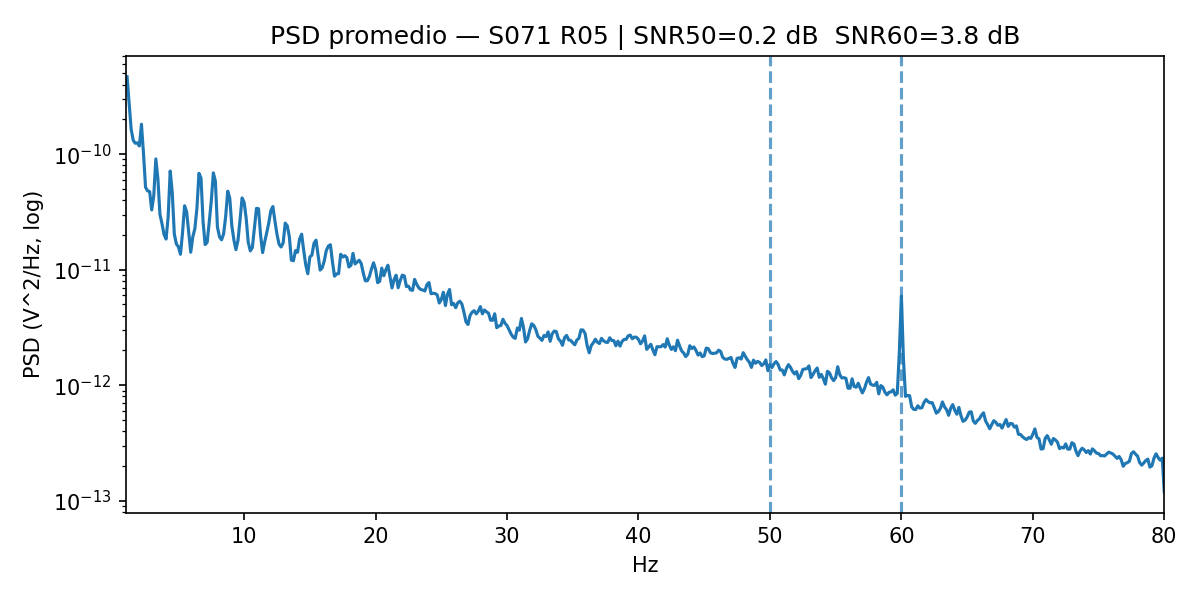 PSD promedio — S071 R05 | SNR50=0.2 dB  SNR60=3.8 dB
PSD (V^2/Hz, log)
10⁻¹⁰
10⁻¹¹
10⁻¹²
10⁻¹³
10 20 30 40 50 60 70 80
Hz